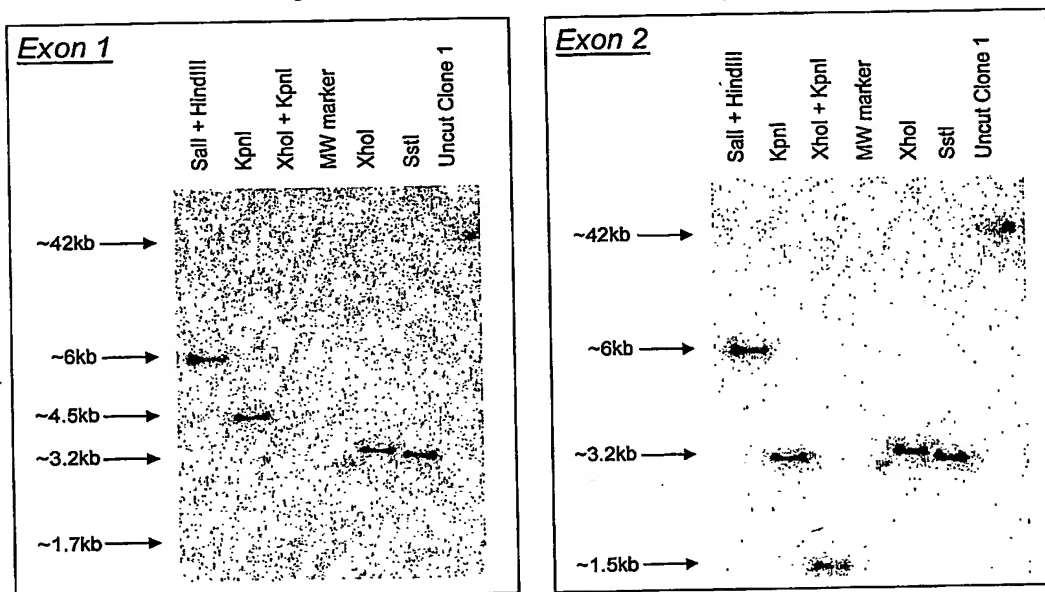 Exon 1
SalI + HindIII
KpnI
XhoI + KpnI
MW marker
XhoI
SstI
Uncut Clone 1
~42kb
~6kb
~4.5kb
~3.2kb
~1.7kb
Exon 2
SalI + HindIII
KpnI
XhoI + KpnI
MW marker
XhoI
SstI
Uncut Clone 1
~42kb
~6kb
~3.2kb
~1.5kb